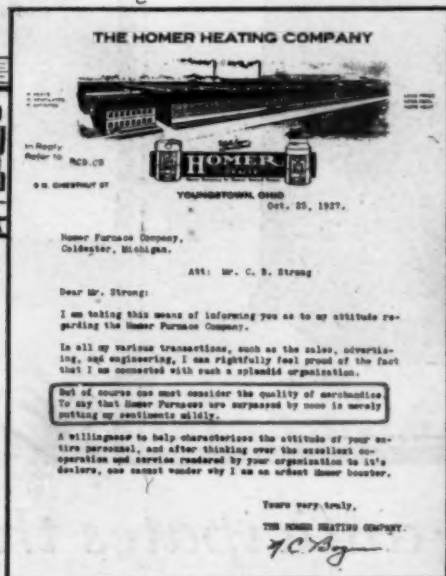 THE HOMER HEATING COMPANY
In Reply
Refer to
HOMER
YOUNGSTOWN, OHIO
Oct. 25, 1927.
Homer Furnace Company,
Coldwater, Michigan.
Att: Mr. C. B. Strong
Dear Mr. Strong:
I am taking this means of informing you as to my attitude re-
garding the Homer Furnace Company.
In all my various transactions, such as the sales, advertis-
ing, and engineering, I can rightfully feel proud of the fact
that I am connected with such a splendid organization.
But of course one must consider the quality of merchandise.
To say that Homer Furnaces are surpassed by none is merely
putting my sentiments mildly.
A willingness to help characterizes the attitude of your en-
tire personnel, and after thinking over the excellent co-
operation and service rendered by your organization to it's
dealers, one cannot wonder why I am an ardent Homer booster.
Yours very truly,
THE HOMER HEATING COMPANY.